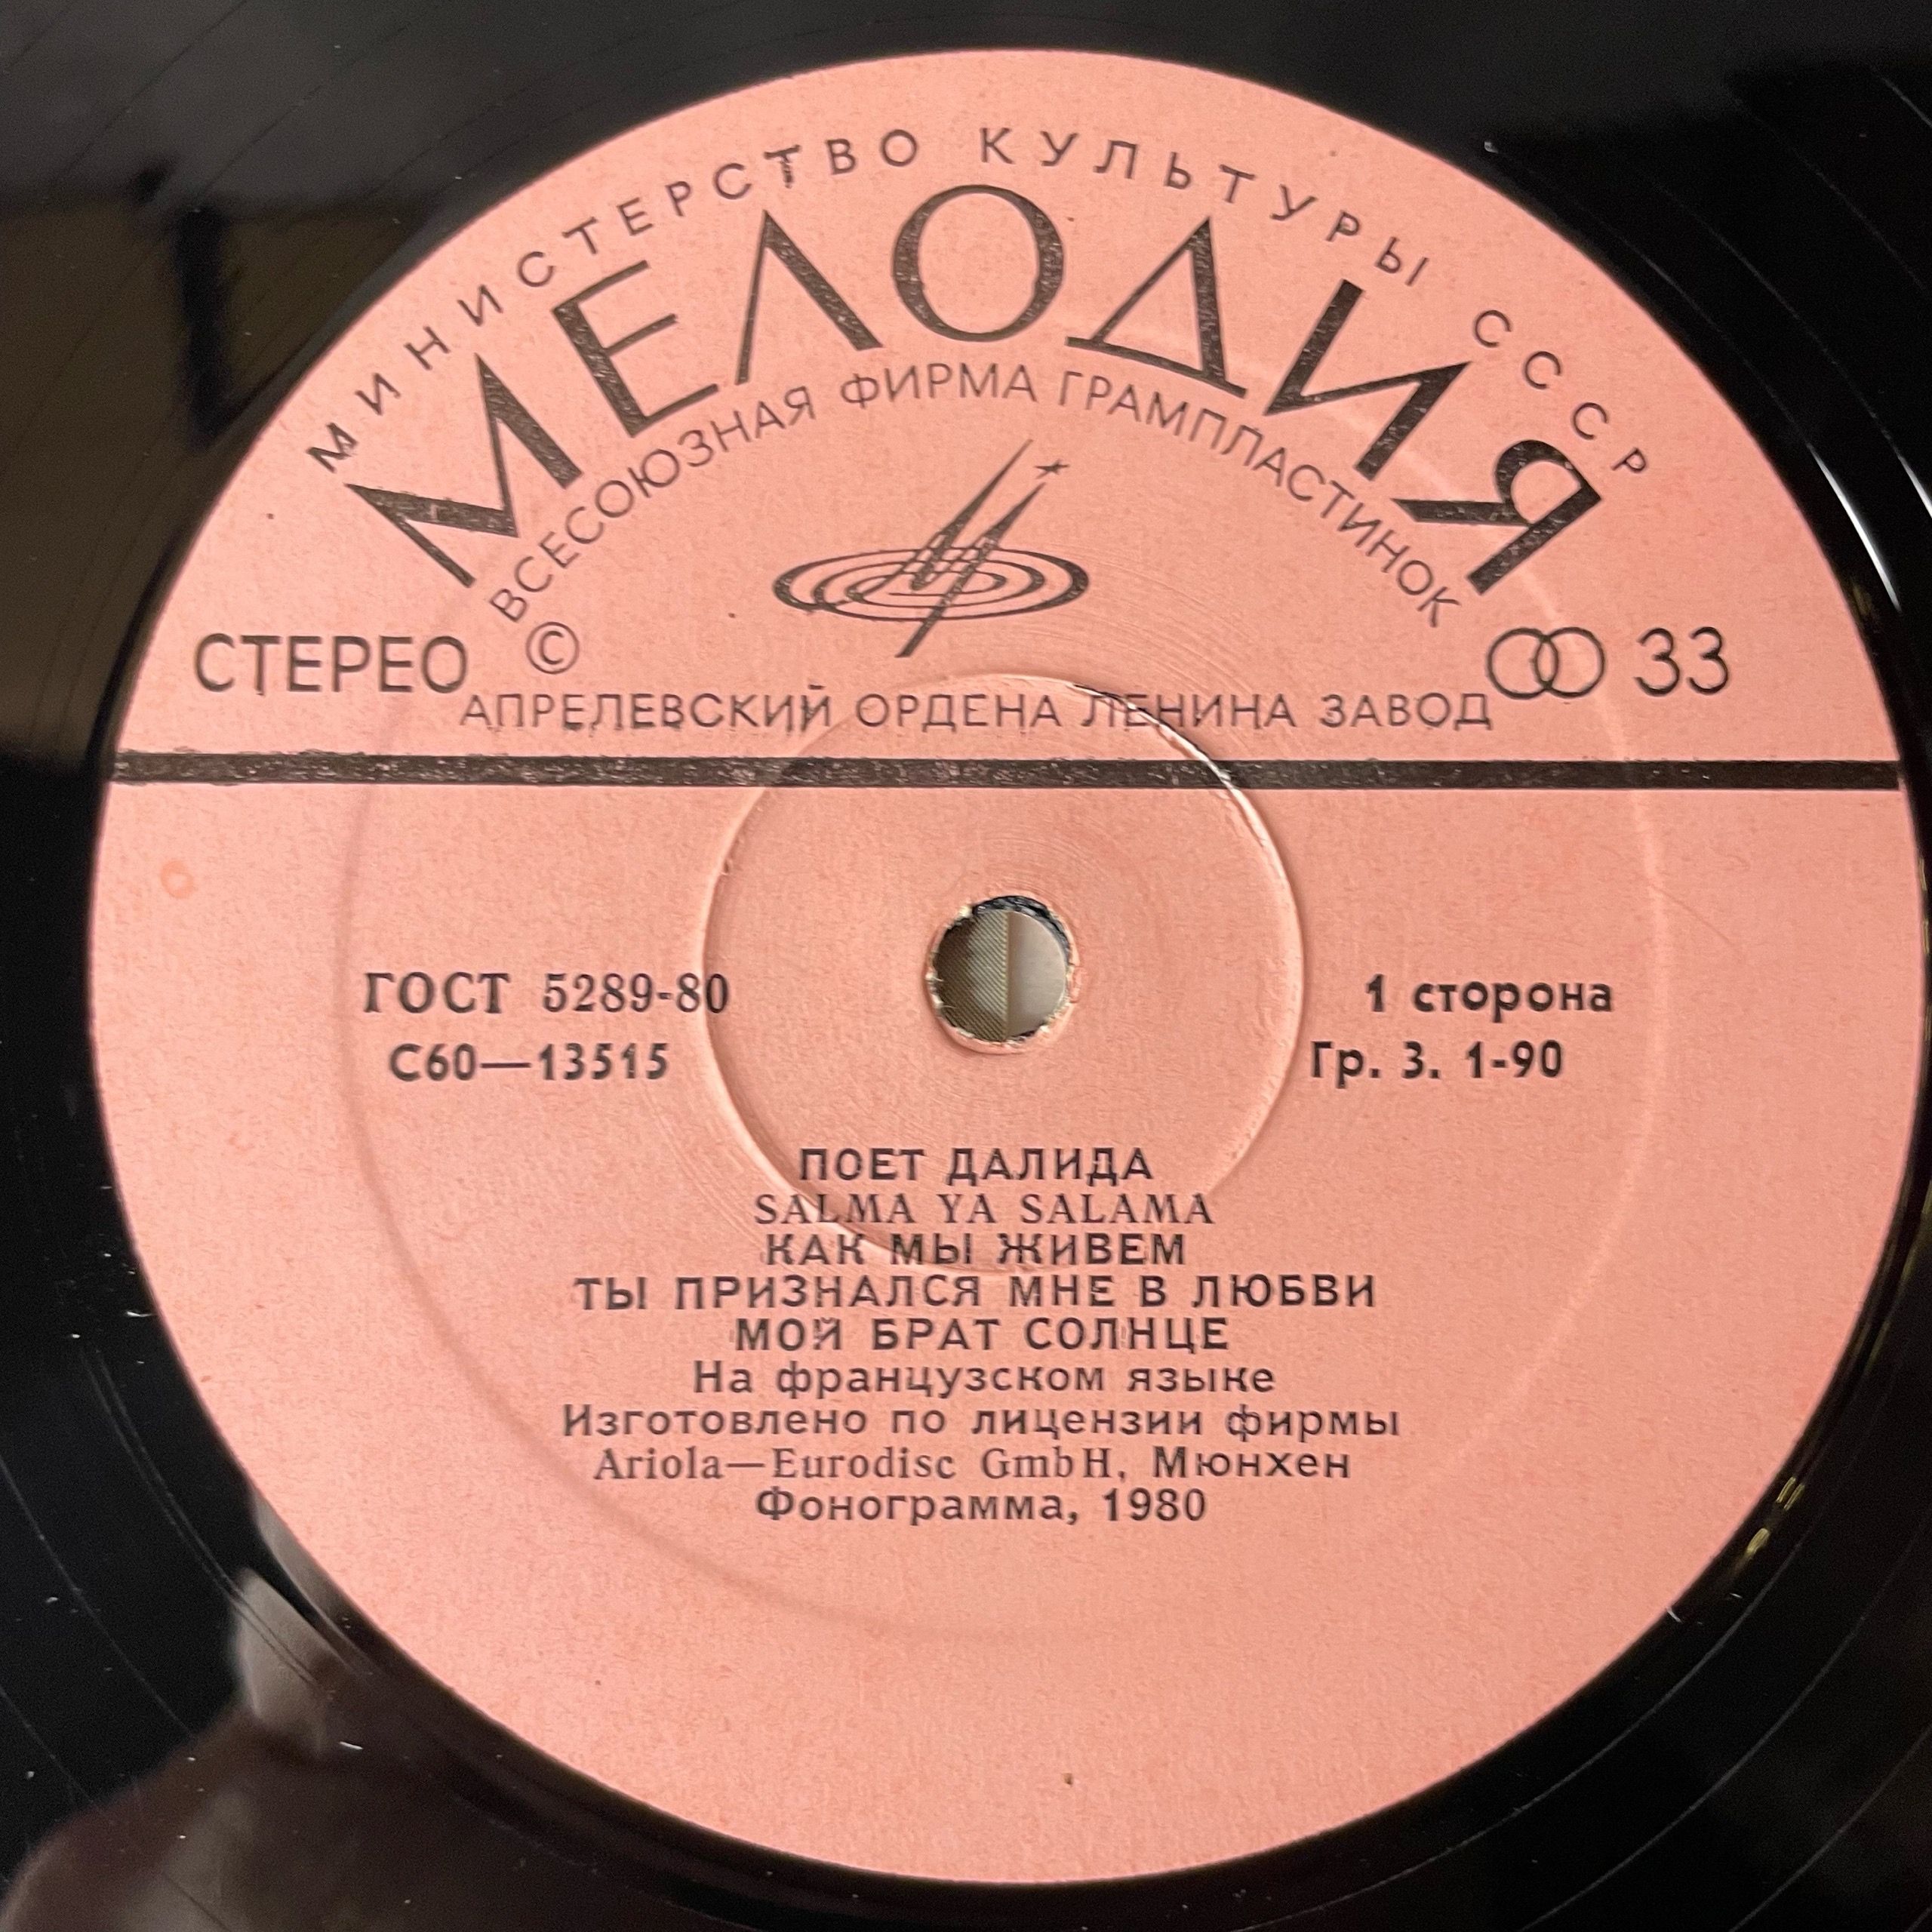 МИНИСТЕРСТВО КУЛЬТУРЫ СССР
МЕЛОДИЯ
ВСЕСОЮЗНАЯ ФИРМА ГРАМПЛАСТИНОК
СТЕРЕО © 33
АПРЕЛЕВСКИЙ ОРДЕНА ЛЕНИНА ЗАВОД
ГОСТ 5289-80 1 сторона
С60—13515 Гр. 3. 1-90
ПОЕТ ДАЛИДА
SALMA YA SALAMA
КАК МЫ ЖИВЕМ
ТЫ ПРИЗНАЛСЯ МНЕ В ЛЮБВИ
МОЙ БРАТ СОЛНЦЕ
На французском языке
Изготовлено по лицензии фирмы
Ariola—Eurodisc GmbH, Мюнхен
Фонограмма, 1980